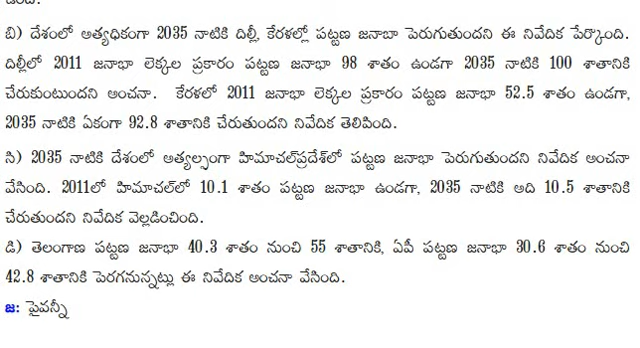 బి) దేశంలో అత్యధికంగా 2035 నాటికి దిల్లీ, కేరళల్లో పట్టణ జనాబా పెరుగుతుందని ఈ నివేదిక పేర్కొంది.
దిల్లీలో 2011 జనాభా లెక్కల ప్రకారం పట్టణ జనాభా 98 శాతం ఉండగా 2035 నాటికి 100 శాతానికి
చేరుకుంటుందని అంచనా. కేరళలో 2011 జనాభా లెక్కల ప్రకారం పట్టణ జనాభా 52.5 శాతం ఉండగా,
2035 నాటికి ఏకంగా 92.8 శాతానికి చేరుతుందని నివేదిక తెలిపింది.
సి) 2035 నాటికి దేశంలో అత్యల్పంగా హిమాచల్‌ప్రదేశ్‌లో పట్టణ జనాభా పెరుగుతుందని నివేదిక అంచనా
వేసింది. 2011లో హిమాచల్‌లో 10.1 శాతం పట్టణ జనాభా ఉండగా, 2035 నాటికి అది 10.5 శాతానికి
చేరుతుందని నివేదిక వెల్లడించింది.
డి) తెలంగాణ పట్టణ జనాభా 40.3 శాతం నుంచి 55 శాతానికి, ఏపీ పట్టణ జనాభా 30.6 శాతం నుంచి
42.8 శాతానికి పెరగనున్నట్లు ఈ నివేదిక అంచనా వేసింది.
జ: పైవన్నీ